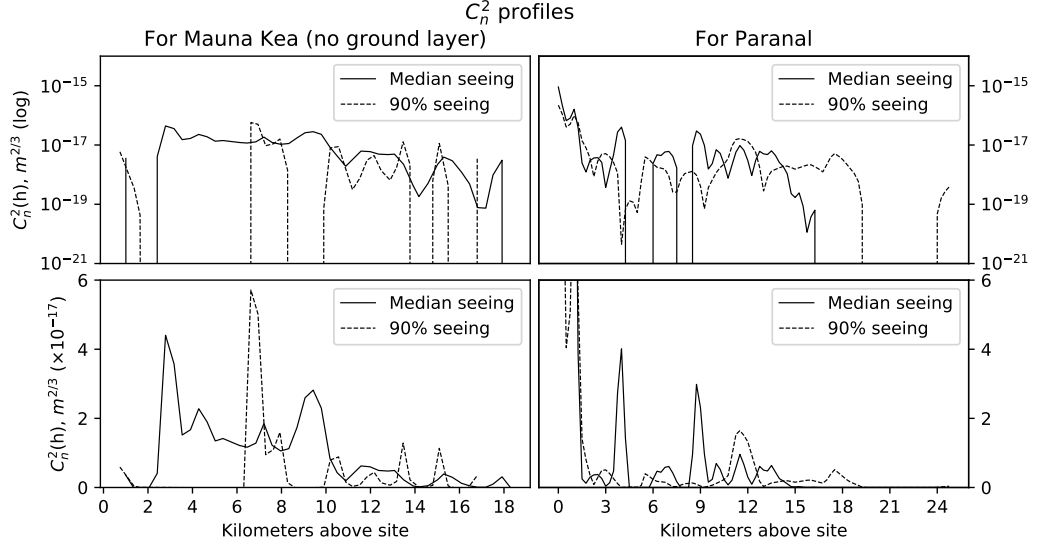 C_n^2 profiles
For Mauna Kea (no ground layer)
For Paranal
C_n^2(h), m^{2/3} (log)
10^{-15}
10^{-17}
10^{-19}
10^{-21}
Median seeing
90% seeing
Median seeing
90% seeing
10^{-15}
10^{-17}
10^{-19}
10^{-21}
C_n^2(h), m^{2/3} (×10^{-17})
6
4
2
0
Median seeing
90% seeing
Median seeing
90% seeing
6
4
2
0
0 2 4 6 8 10 12 14 16 18
0 3 6 9 12 15 18 21 24
Kilometers above site
Kilometers above site